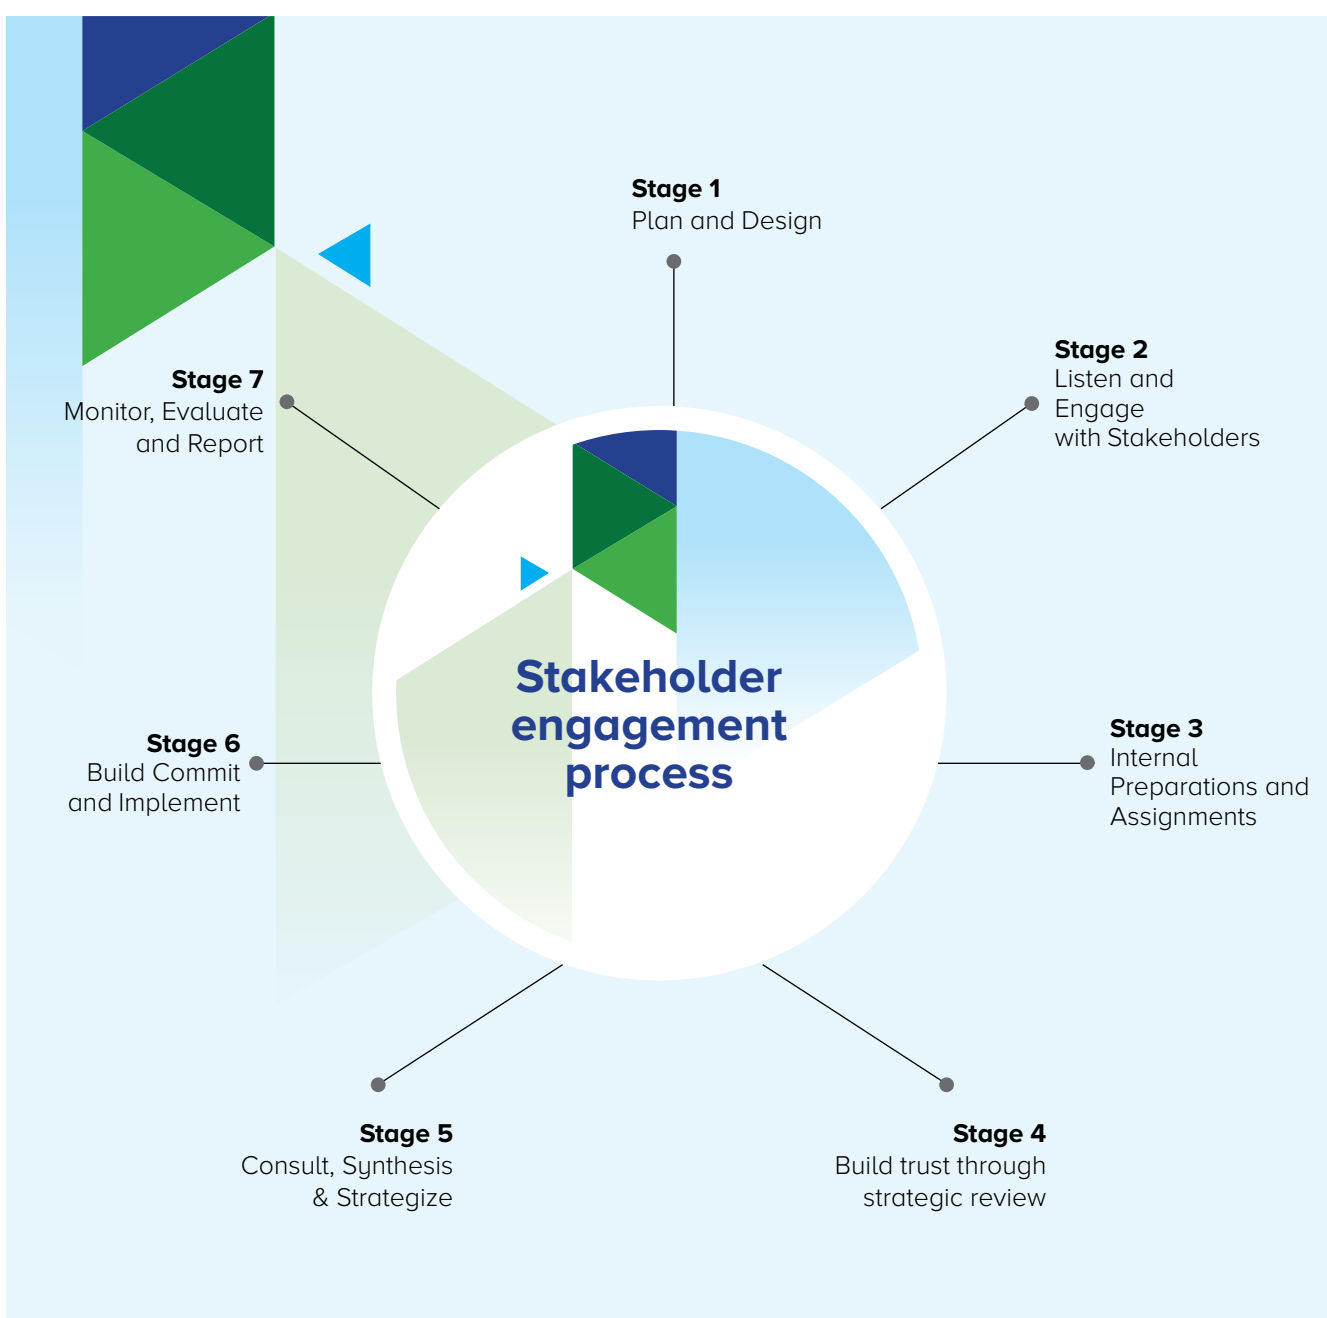 Stage 1
Plan and Design
Stage 2
Listen and
Engage
with Stakeholders
Stage 3
Internal
Preparations and
Assignments
Stage 4
Build trust through
strategic review
Stage 5
Consult, Synthesis
& Strategize
Stage 6
Build Commit
and Implement
Stage 7
Monitor, Evaluate
and Report
Stakeholder
engagement
process